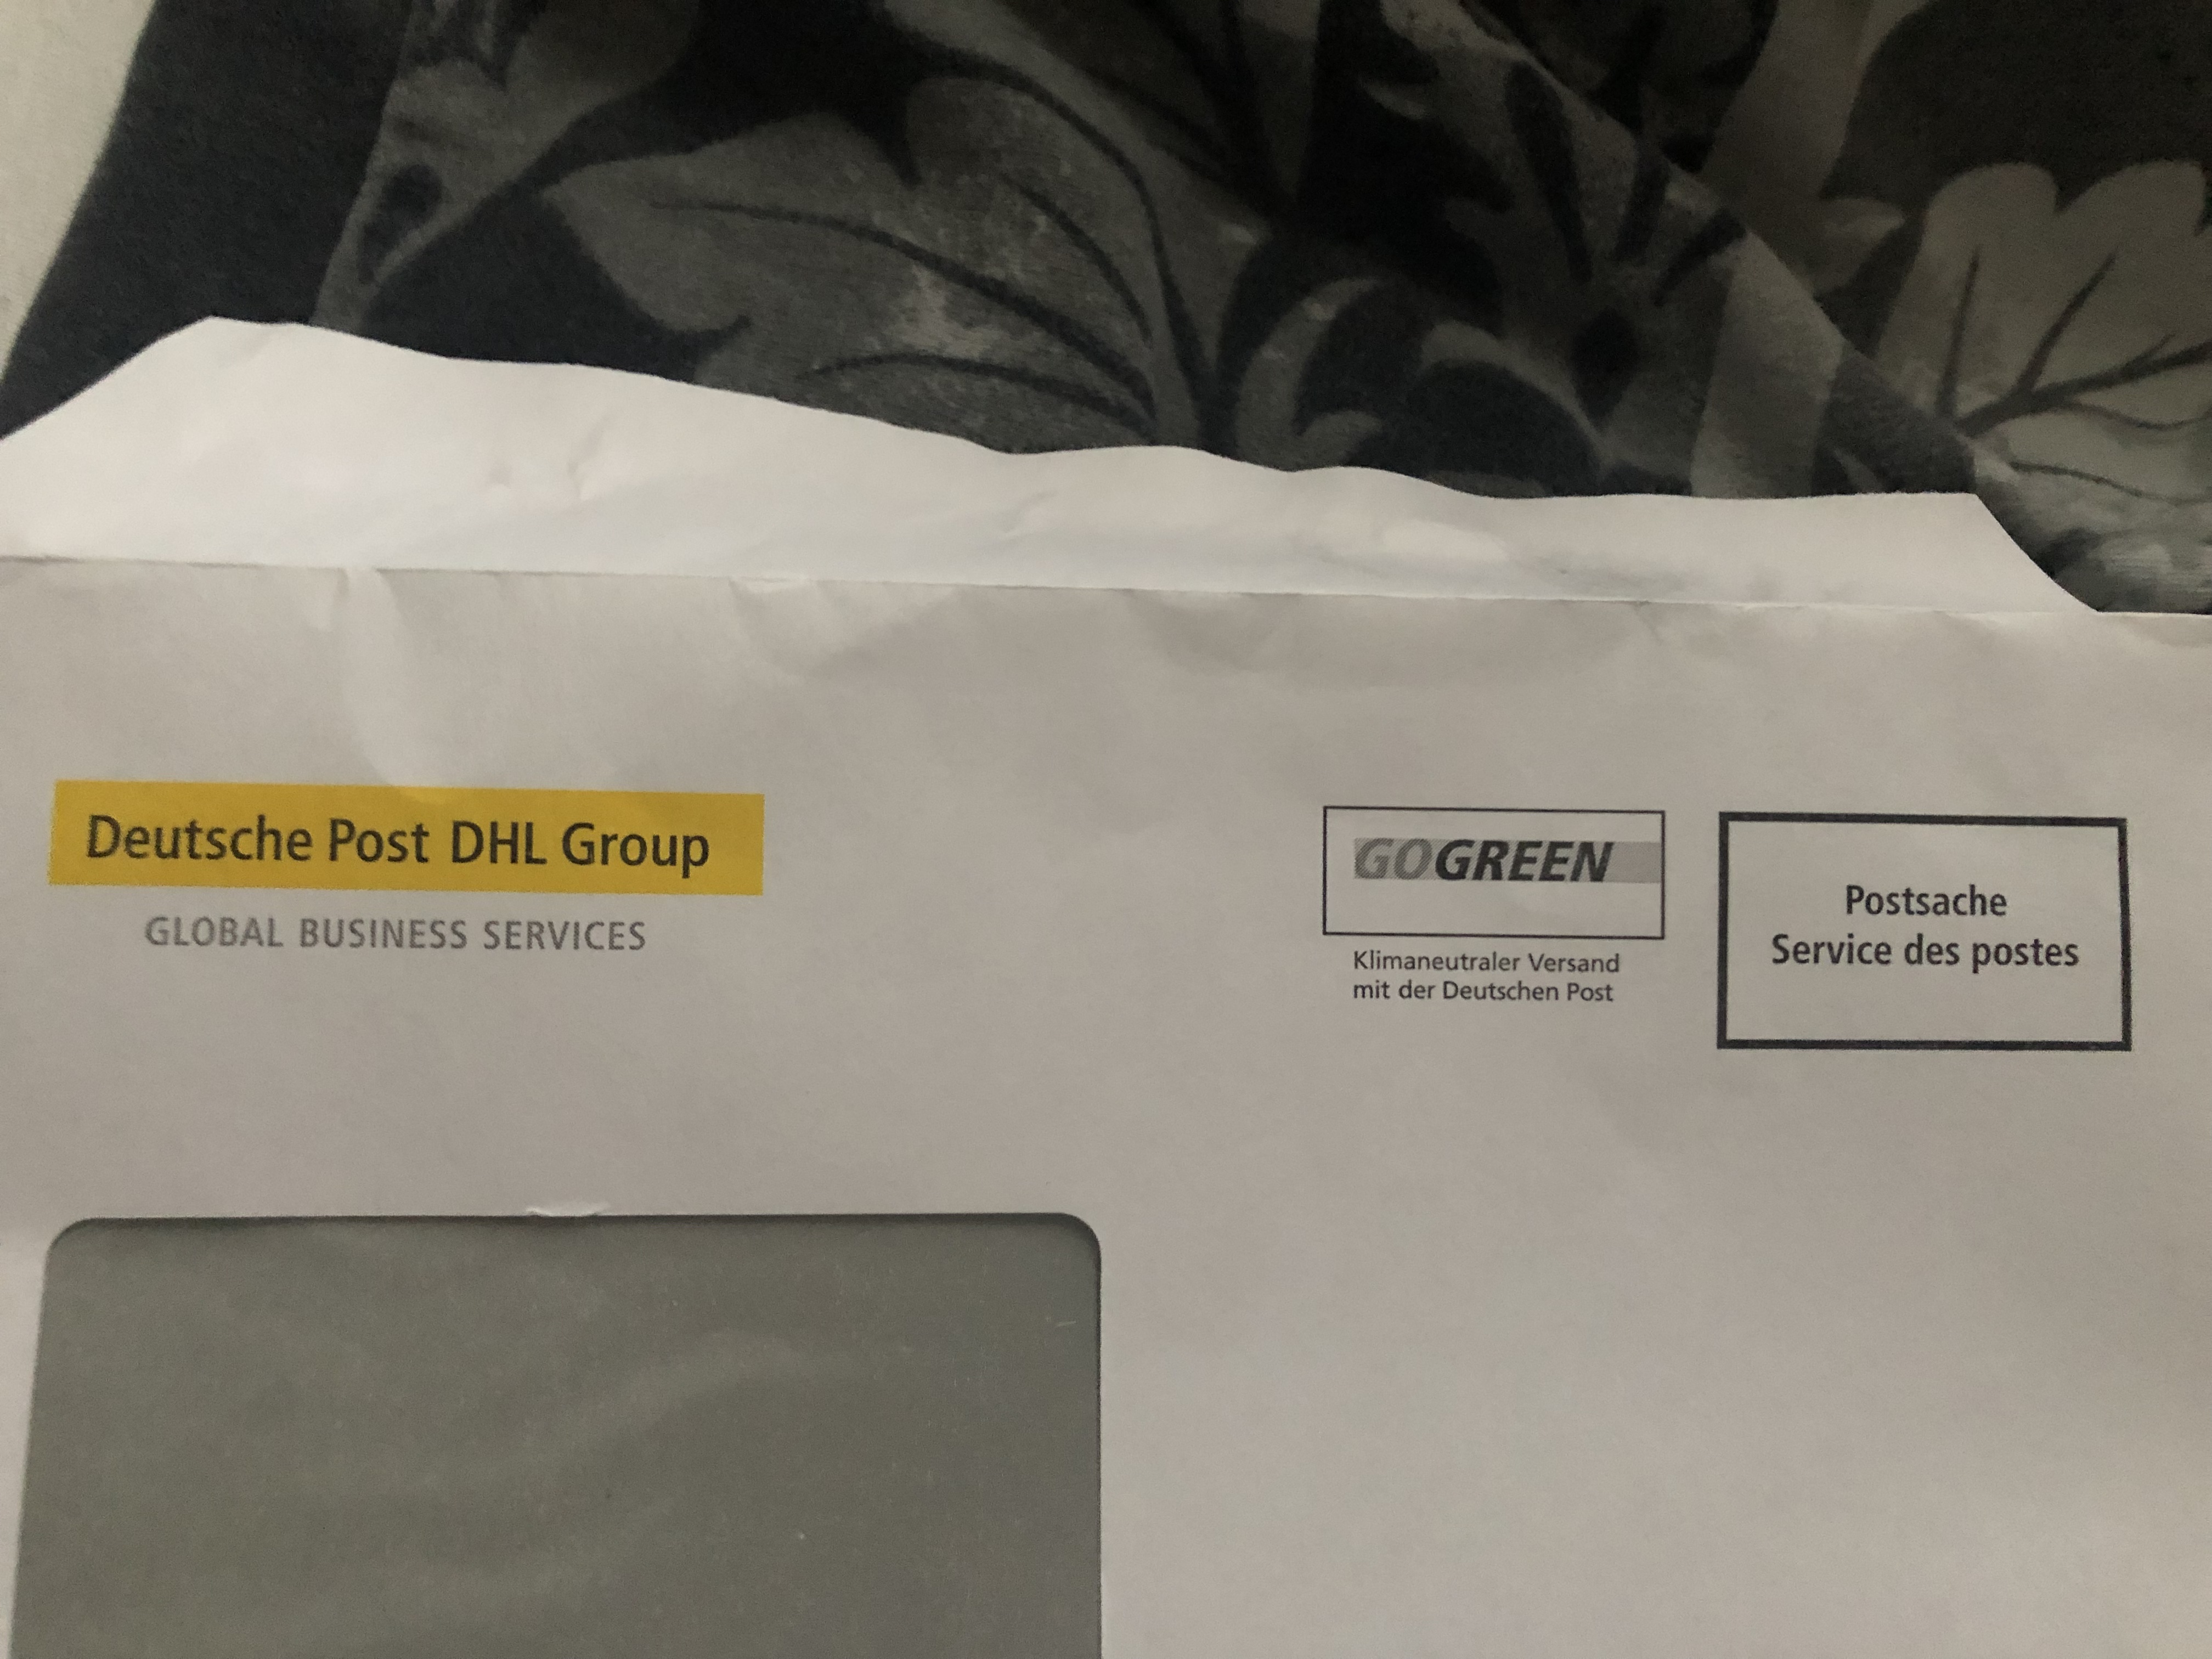 Deutsche Post DHL Group
GLOBAL BUSINESS SERVICES
GOGREEN
Klimaneutraler Versand
mit der Deutschen Post
Postsache
Service des postes